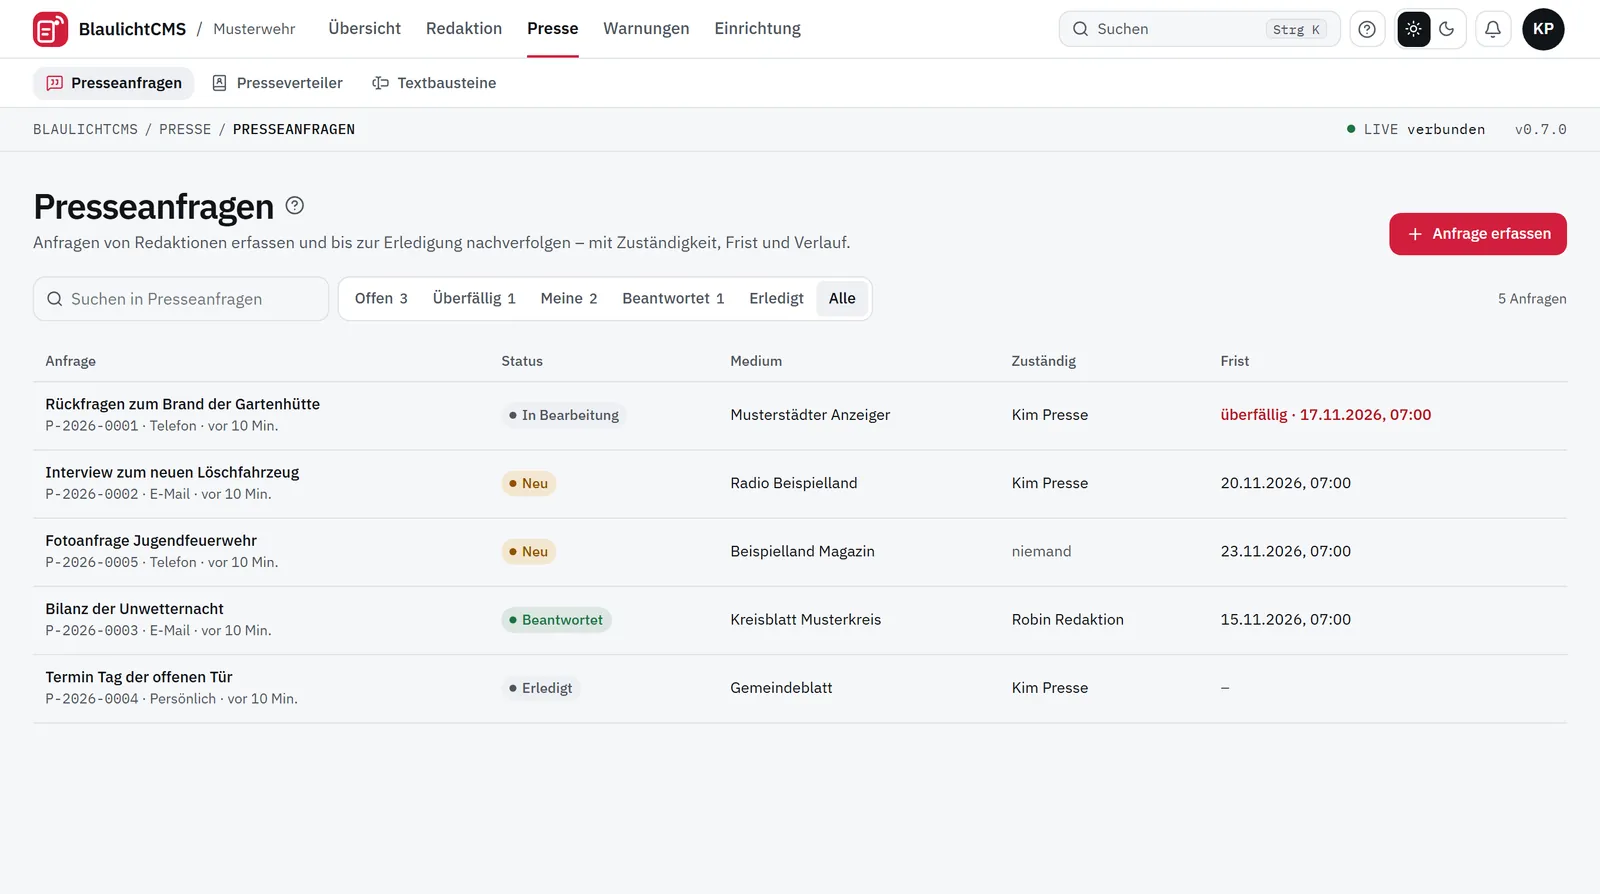 BlaulichtCMS / Musterwehr Übersicht Redaktion Presse Warnungen Einrichtung Suchen Strg K KP
Presseanfragen Presseverteiler Textbausteine
BLAULICHTCMS / PRESSE / PRESSEANFRAGEN LIVE verbunden v0.7.0
Presseanfragen
Anfragen von Redaktionen erfassen und bis zur Erledigung nachverfolgen – mit Zuständigkeit, Frist und Verlauf.
+ Anfrage erfassen
Suchen in Presseanfragen Offen 3 Überfällig 1 Meine 2 Beantwortet 1 Erledigt Alle 5 Anfragen
Anfrage Status Medium Zuständig Frist
Rückfragen zum Brand der Gartenhütte
P-2026-0001 · Telefon · vor 10 Min.
In Bearbeitung Musterstädter Anzeiger Kim Presse überfällig · 17.11.2026, 07:00
Interview zum neuen Löschfahrzeug
P-2026-0002 · E-Mail · vor 10 Min.
Neu Radio Beispielland Kim Presse 20.11.2026, 07:00
Fotoanfrage Jugendfeuerwehr
P-2026-0005 · Telefon · vor 10 Min.
Neu Beispielland Magazin niemand 23.11.2026, 07:00
Bilanz der Unwetternacht
P-2026-0003 · E-Mail · vor 10 Min.
Beantwortet Kreisblatt Musterkreis Robin Redaktion 15.11.2026, 07:00
Termin Tag der offenen Tür
P-2026-0004 · Persönlich · vor 10 Min.
Erledigt Gemeindeblatt Kim Presse –